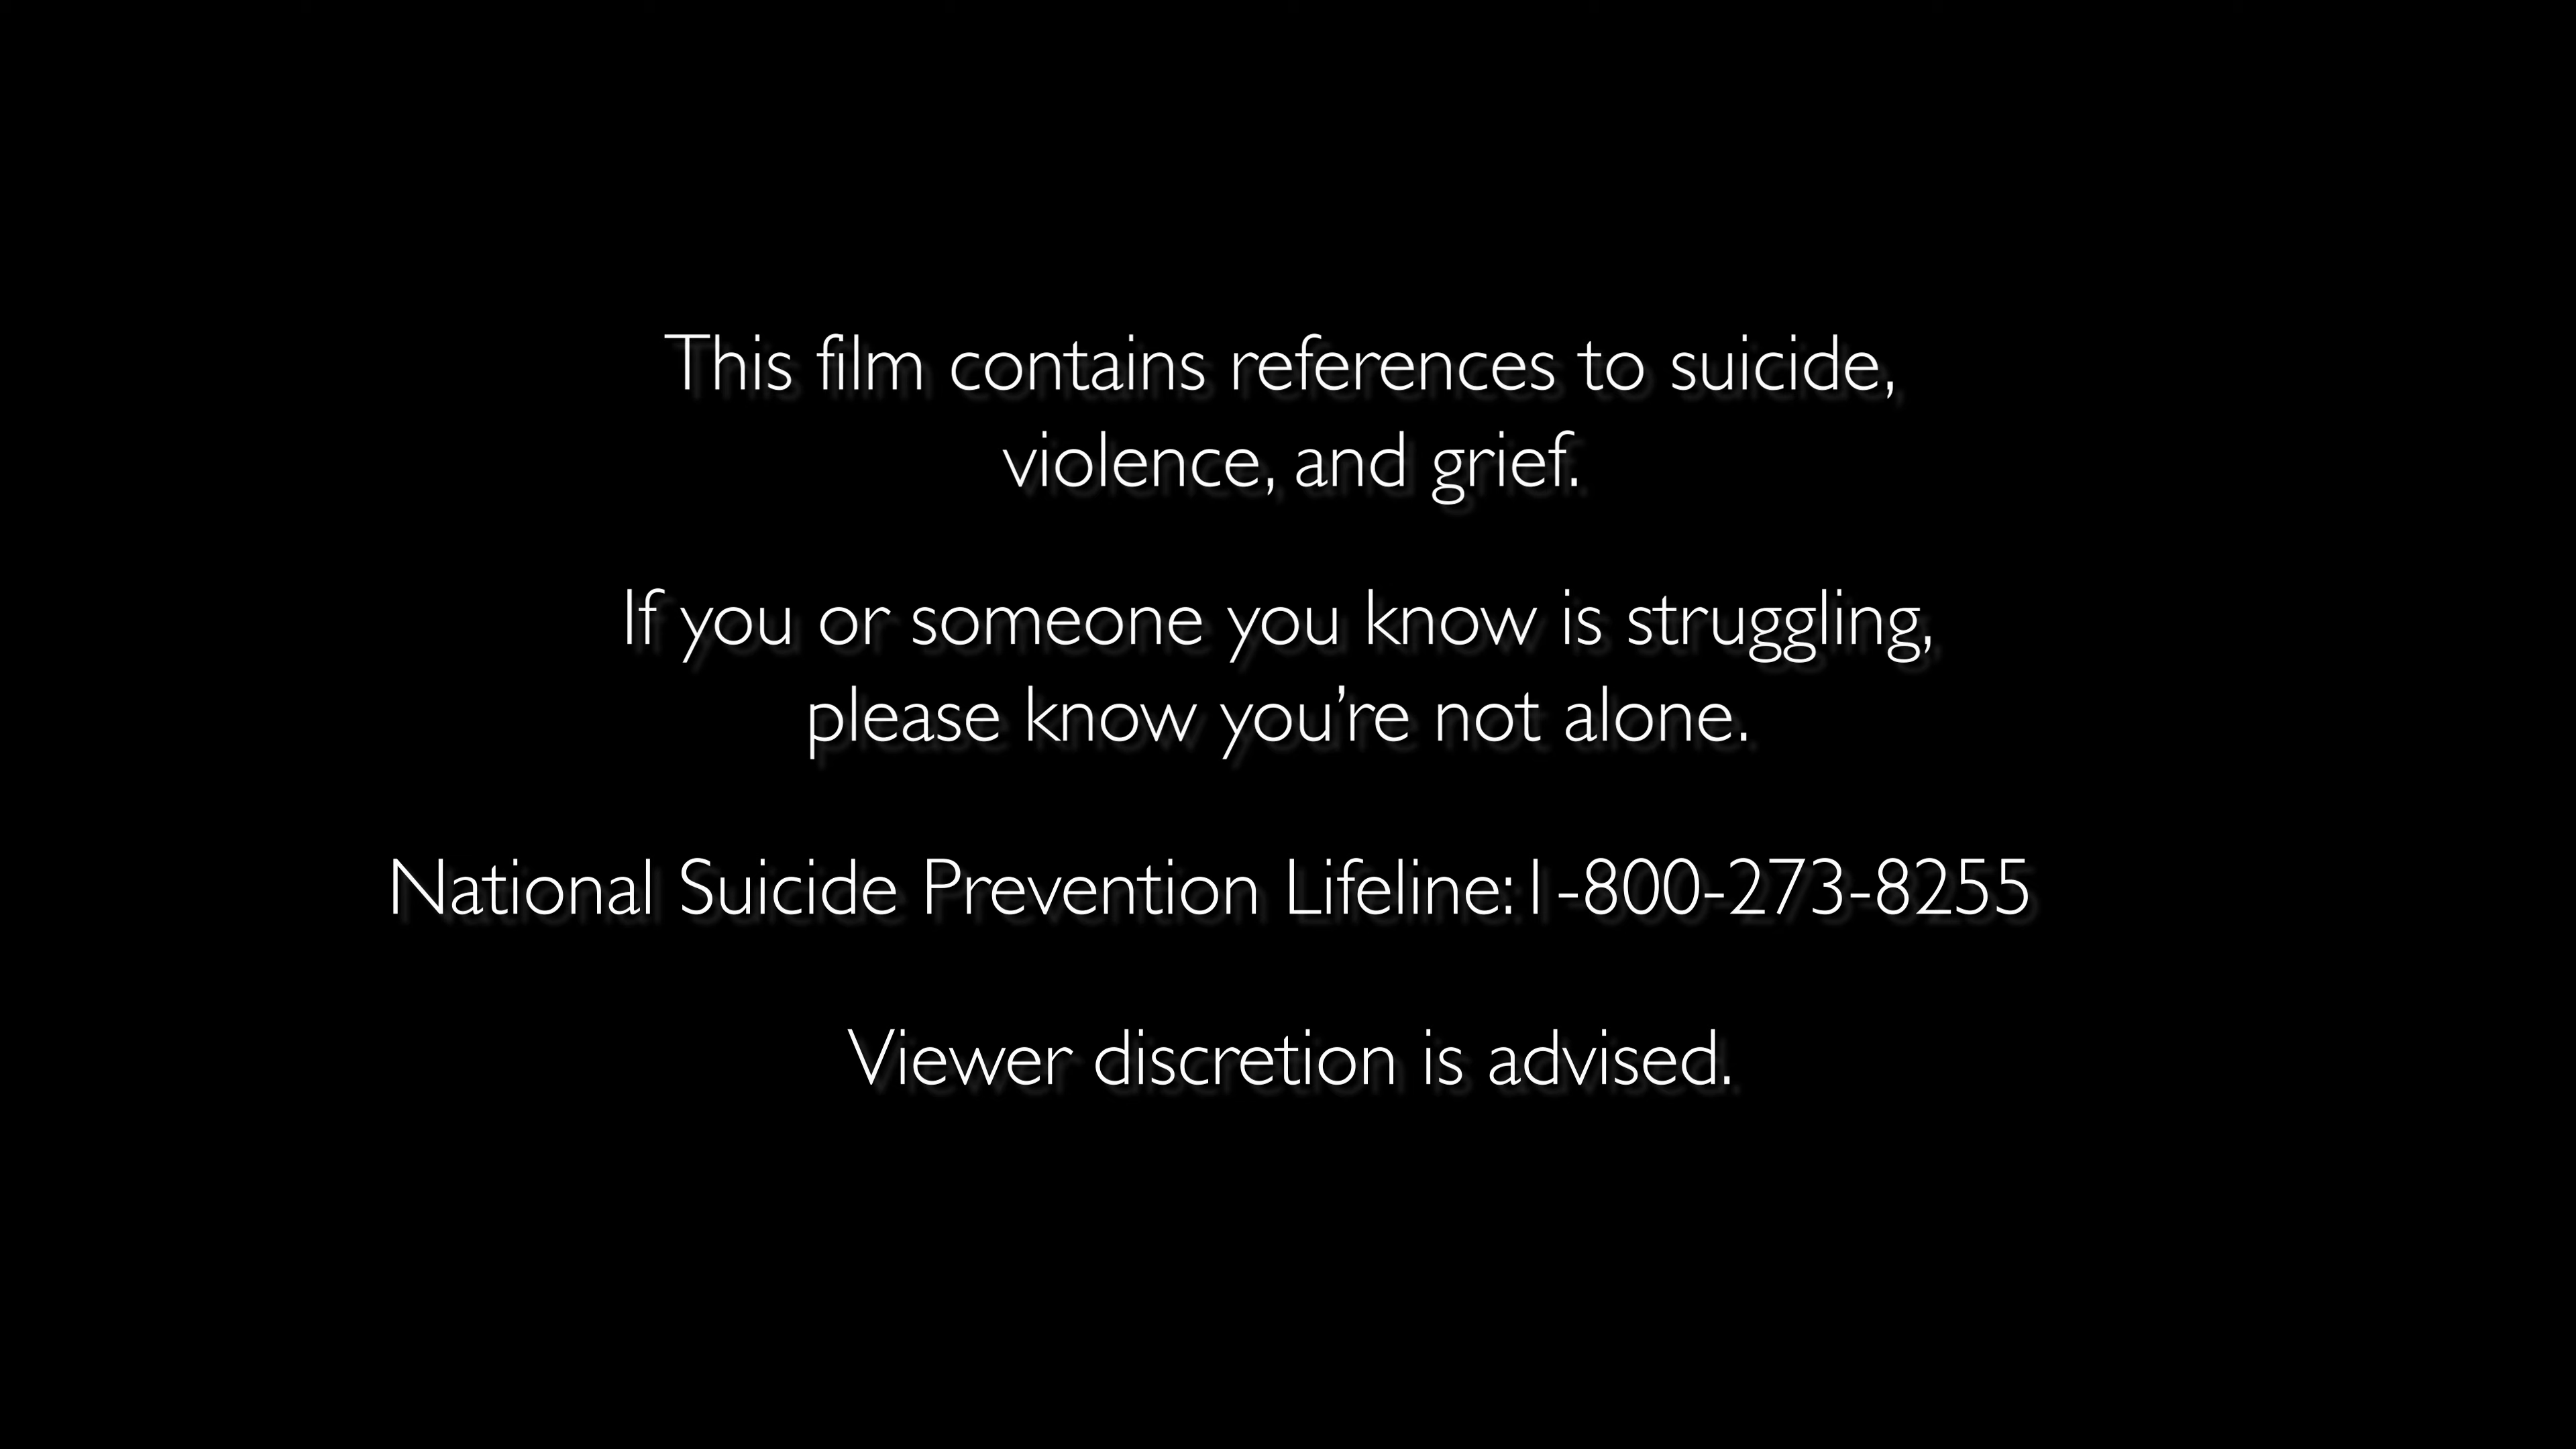 This film contains references to suicide,
violence, and grief.
If you or someone you know is struggling,
please know you’re not alone.
National Suicide Prevention Lifeline:1-800-273-8255
Viewer discretion is advised.